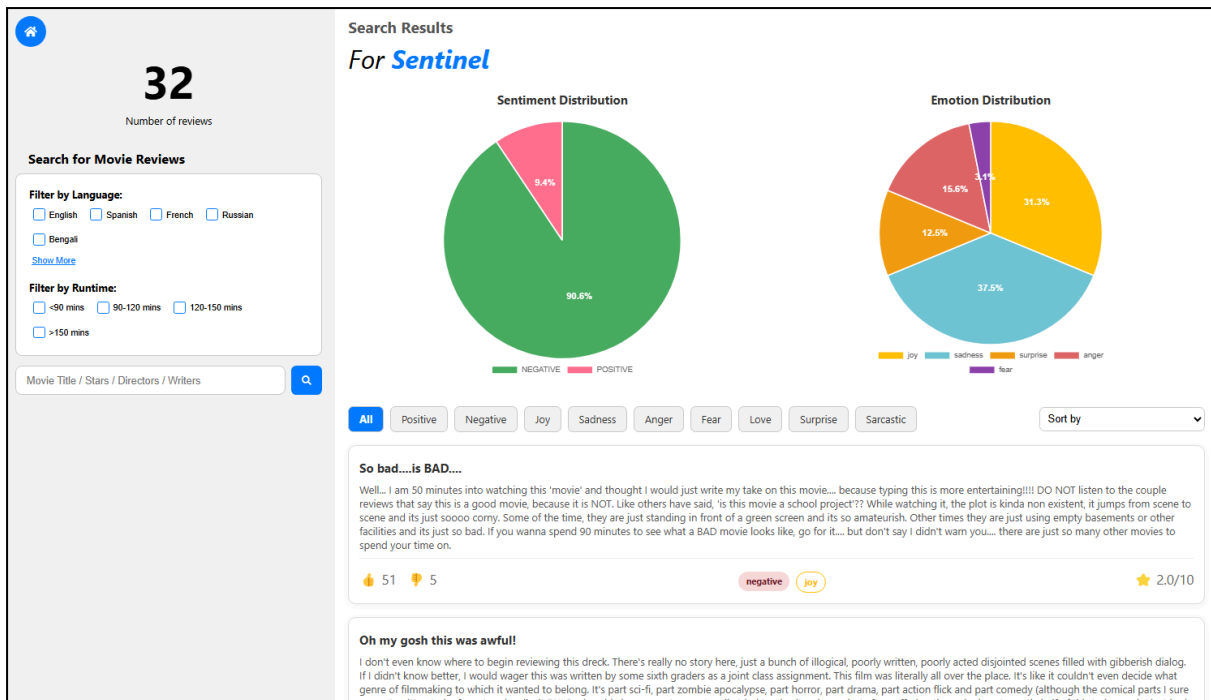 32
Number of reviews
Search for Movie Reviews
Filter by Language:
English Spanish French Russian
Bengali
Show More
Filter by Runtime:
<90 mins 90-120 mins 120-150 mins
>150 mins
Movie Title / Stars / Directors / Writers
Search Results
For Sentinel
Sentiment Distribution
9.4%
90.6%
NEGATIVE POSITIVE
Emotion Distribution
3.1%
15.6%
31.3%
12.5%
37.5%
joy sadness surprise anger
fear
All Positive Negative Joy Sadness Anger Fear Love Surprise Sarcastic Sort by
So bad....is BAD....
Well... I am 50 minutes into watching this 'movie' and thought I would just write my take on this movie.... because typing this is more entertaining!!!! DO NOT listen to the couple
reviews that say this is a good movie, because it is NOT. Like others have said, 'is this movie a school project'?? While watching it, the plot is kinda non existent, it jumps from scene to
scene and its just soooo corny. Some of the time, they are just standing in front of a green screen and its so amateurish. Other times they are just using empty basements or other
facilities and its just so bad. If you wanna spend 90 minutes to see what a BAD movie looks like, go for it.... but don't say I didn't warn you.... there are just so many other movies to
spend your time on.
51 5 negative joy 2.0/10
Oh my gosh this was awful!
I don't even know where to begin reviewing this dreck. There's really no story here, just a bunch of illogical, poorly written, poorly acted disjointed scenes filled with gibberish dialog.
If I didn't know better, I would wager this was written by some sixth graders as a joint class assignment. This film was literally all over the place. It's like it couldn't even decide what
genre of filmmaking to which it wanted to belong. It's part sci-fi, part zombie apocalypse, part horror, part drama, part action flick and part comedy (although the comical parts I sure